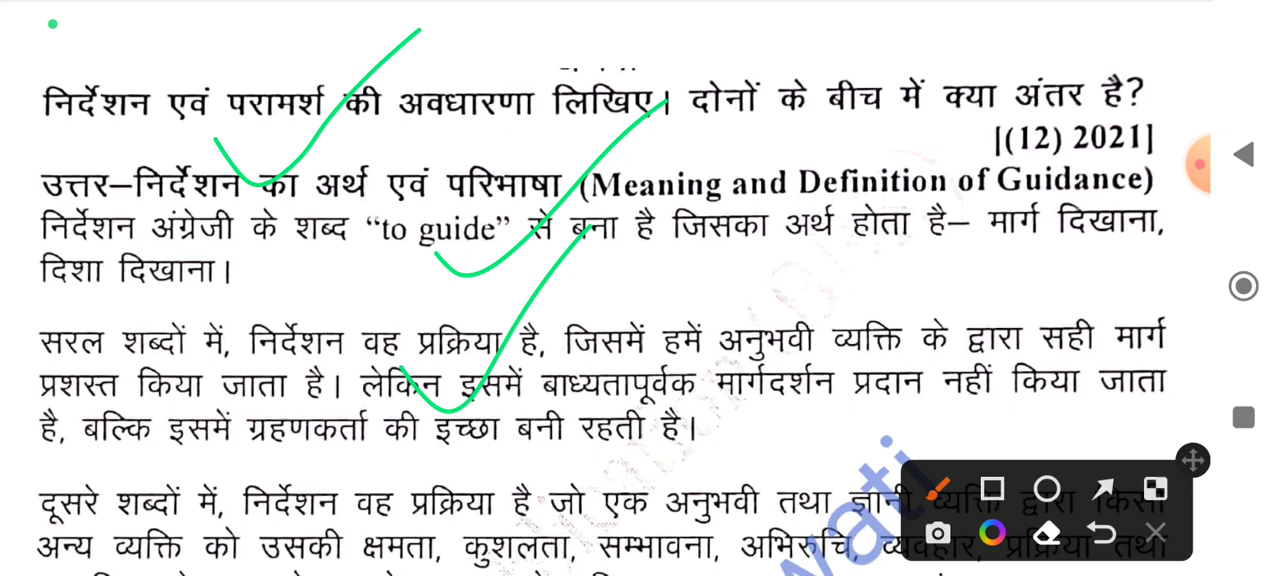 निर्देशन एवं परामर्श की अवधारणा लिखिए। दोनों के बीच में क्या अंतर है?
[(12) 2021]
उत्तर–निर्देशन का अर्थ एवं परिभाषा (Meaning and Definition of Guidance)
निर्देशन अंग्रेजी के शब्द “to guide” से बना है जिसका अर्थ होता है– मार्ग दिखाना,
दिशा दिखाना।
सरल शब्दों में, निर्देशन वह प्रक्रिया है, जिसमें हमें अनुभवी व्यक्ति के द्वारा सही मार्ग
प्रशस्त किया जाता है। लेकिन इसमें बाध्यतापूर्वक मार्गदर्शन प्रदान नहीं किया जाता
है, बल्कि इसमें ग्रहणकर्ता की इच्छा बनी रहती है।
दूसरे शब्दों में, निर्देशन वह प्रक्रिया है जो एक अनुभवी तथा ज्ञानी व्यक्ति द्वारा किसी
अन्य व्यक्ति को उसकी क्षमता, कुशलता, सम्भावना, अभिरुचि, व्यवहार, प्रक्रिया तथा